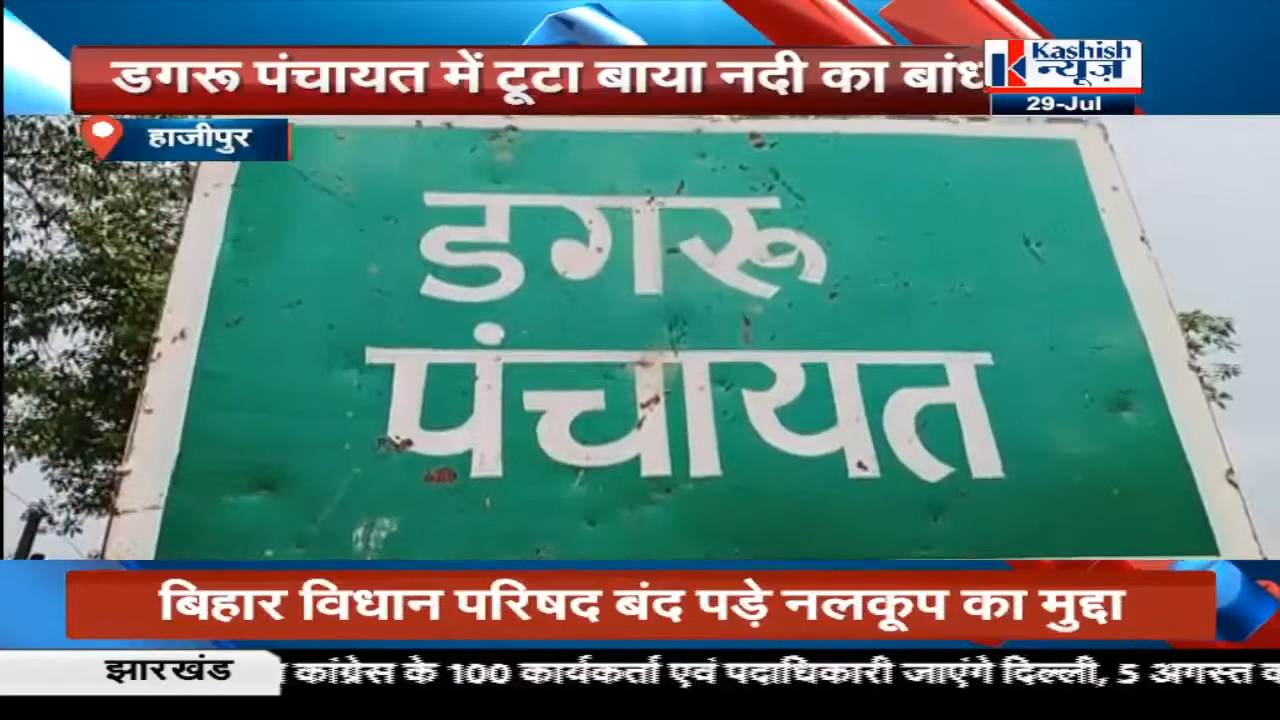 डगरू पंचायत में टूटा बाया नदी का बांध
Kashish
न्यूज़
29-Jul
हाजीपुर
डगरू
पंचायत
बिहार विधान परिषद बंद पड़े नलकूप का मुद्दा
झारखंड
कांग्रेस के 100 कार्यकर्ता एवं पदाधिकारी जाएंगे दिल्ली, 5 अगस्त